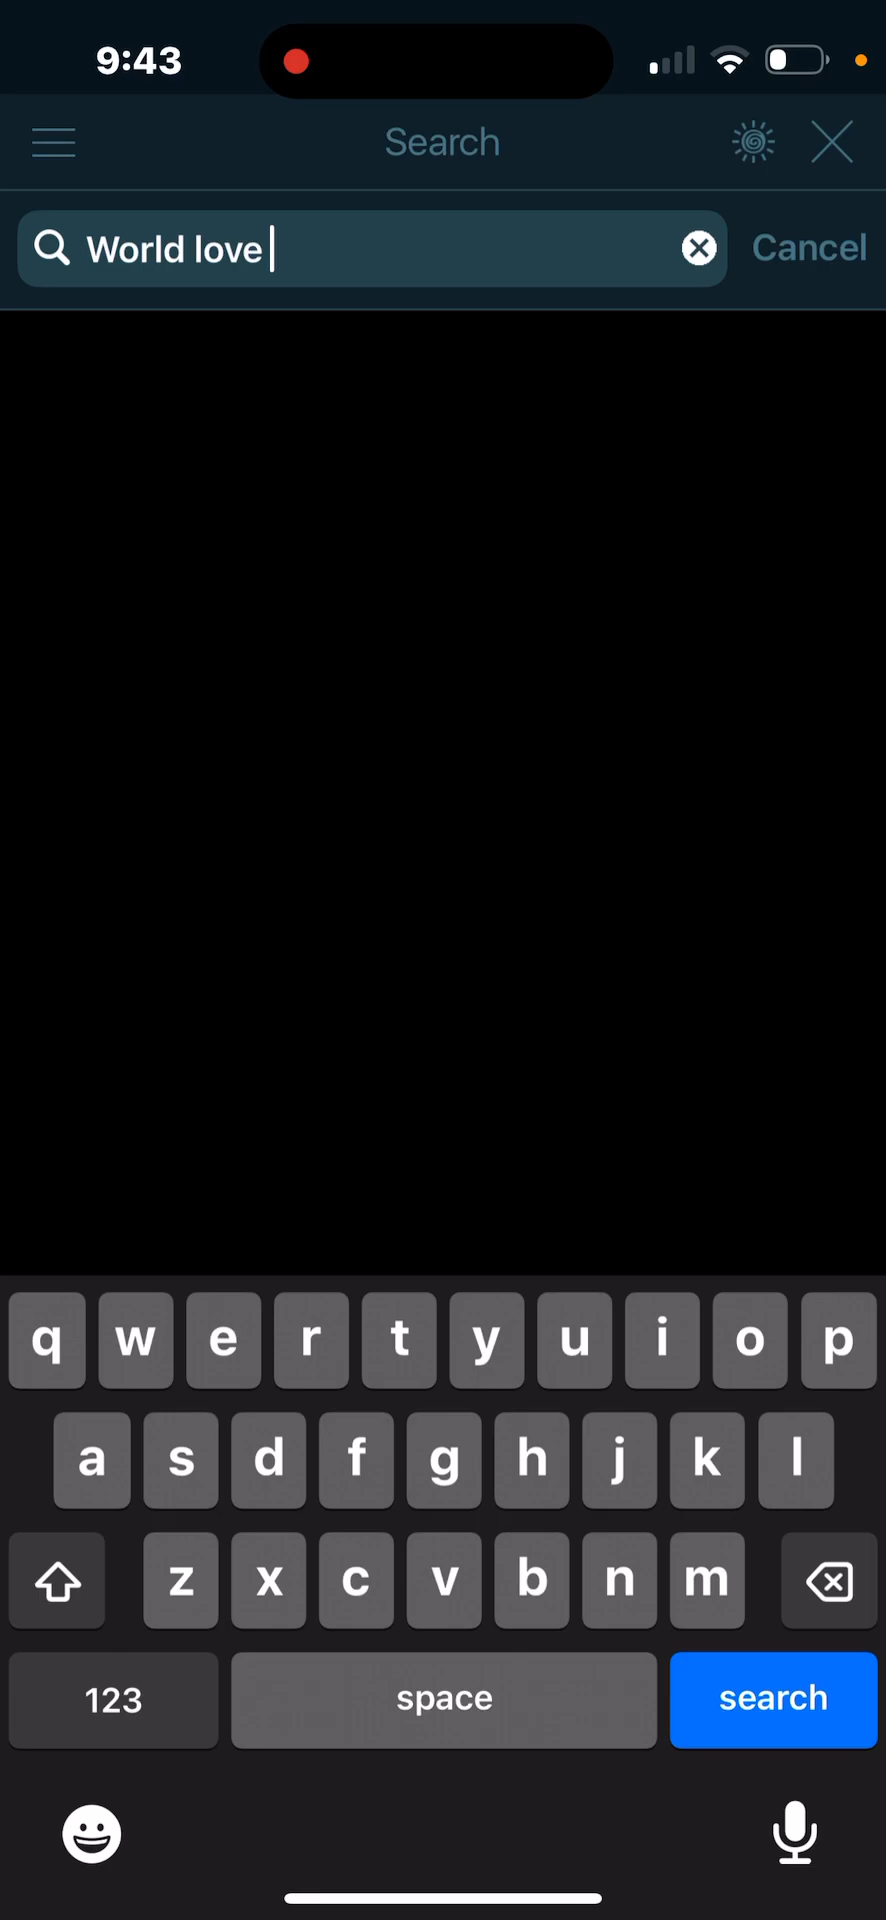 9:43
Search
World love
Cancel
q w e r t y u i o p
a s d f g h j k l
z x c v b n m
123 space search